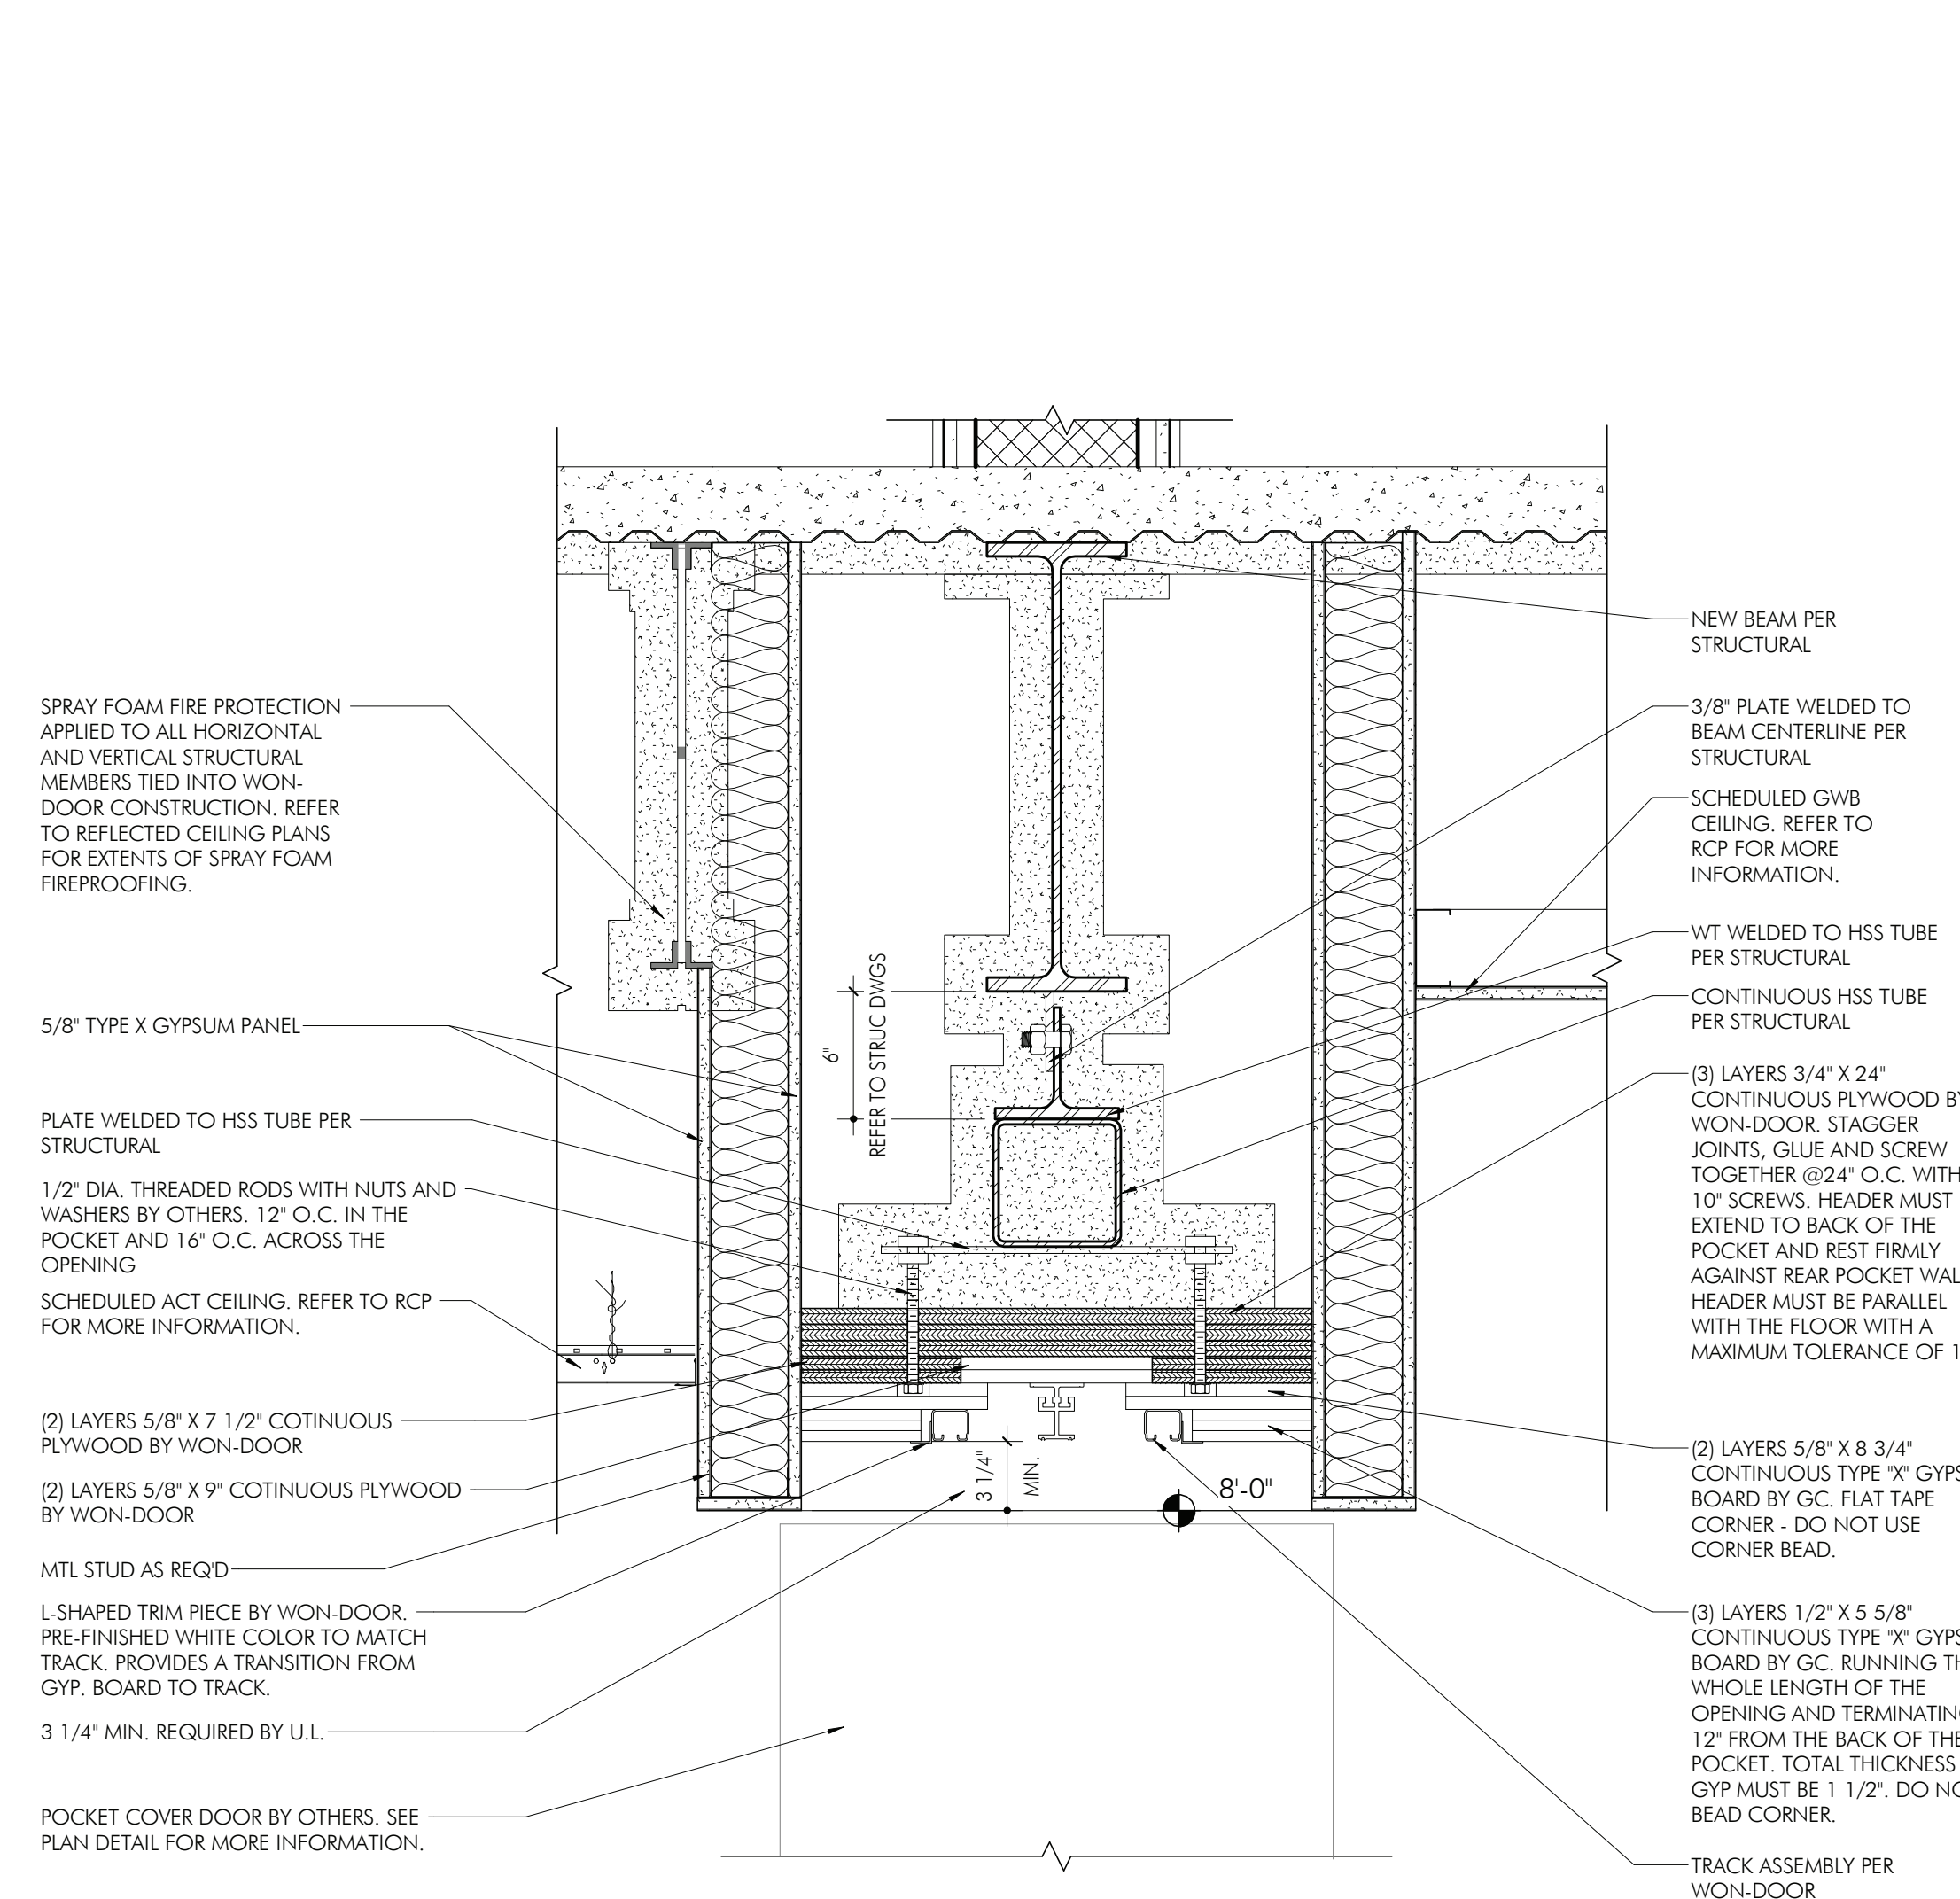 SPRAY FOAM FIRE PROTECTION
APPLIED TO ALL HORIZONTAL
AND VERTICAL STRUCTURAL
MEMBERS TIED INTO WON-
DOOR CONSTRUCTION. REFER
TO REFLECTED CEILING PLANS
FOR EXTENTS OF SPRAY FOAM
FIREPROOFING.
5/8" TYPE X GYPSUM PANEL
PLATE WELDED TO HSS TUBE PER
STRUCTURAL
1/2" DIA. THREADED RODS WITH NUTS AND
WASHERS BY OTHERS. 12" O.C. IN THE
POCKET AND 16" O.C. ACROSS THE
OPENING
SCHEDULED ACT CEILING. REFER TO RCP
FOR MORE INFORMATION.
(2) LAYERS 5/8" X 7 1/2" COTINUOUS
PLYWOOD BY WON-DOOR
(2) LAYERS 5/8" X 9" COTINUOUS PLYWOOD
BY WON-DOOR
MTL STUD AS REQ'D
L-SHAPED TRIM PIECE BY WON-DOOR.
PRE-FINISHED WHITE COLOR TO MATCH
TRACK. PROVIDES A TRANSITION FROM
GYP. BOARD TO TRACK.
3 1/4" MIN. REQUIRED BY U.L.
POCKET COVER DOOR BY OTHERS. SEE
PLAN DETAIL FOR MORE INFORMATION.
6"
REFER TO STRUC DWGS
3 1/4"
MIN.
8'-0"
NEW BEAM PER
STRUCTURAL
3/8" PLATE WELDED TO
BEAM CENTERLINE PER
STRUCTURAL
SCHEDULED GWB
CEILING. REFER TO
RCP FOR MORE
INFORMATION.
WT WELDED TO HSS TUBE
PER STRUCTURAL
CONTINUOUS HSS TUBE
PER STRUCTURAL
(3) LAYERS 3/4" X 24"
CONTINUOUS PLYWOOD
WON-DOOR. STAGGER
JOINTS, GLUE AND SCREW
TOGETHER @24" O.C. WITH
10" SCREWS. HEADER MUST
EXTEND TO BACK OF THE
POCKET AND REST FIRMLY
AGAINST REAR POCKET
HEADER MUST BE PARALLEL
WITH THE FLOOR WITH A
MAXIMUM TOLERANCE OF
(2) LAYERS 5/8" X 8 3/4"
CONTINUOUS TYPE "X"
BOARD BY GC. FLAT TAPE
CORNER - DO NOT USE
CORNER BEAD.
(3) LAYERS 1/2" X 5 5/8"
CONTINUOUS TYPE "X"
BOARD BY GC. RUNNING
WHOLE LENGTH OF THE
OPENING AND
12" FROM THE BACK OF THE
POCKET. TOTAL THICKNESS
GYP MUST BE 1 1/2". DO
BEAD CORNER.
TRACK ASSEMBLY PER
WON-DOOR